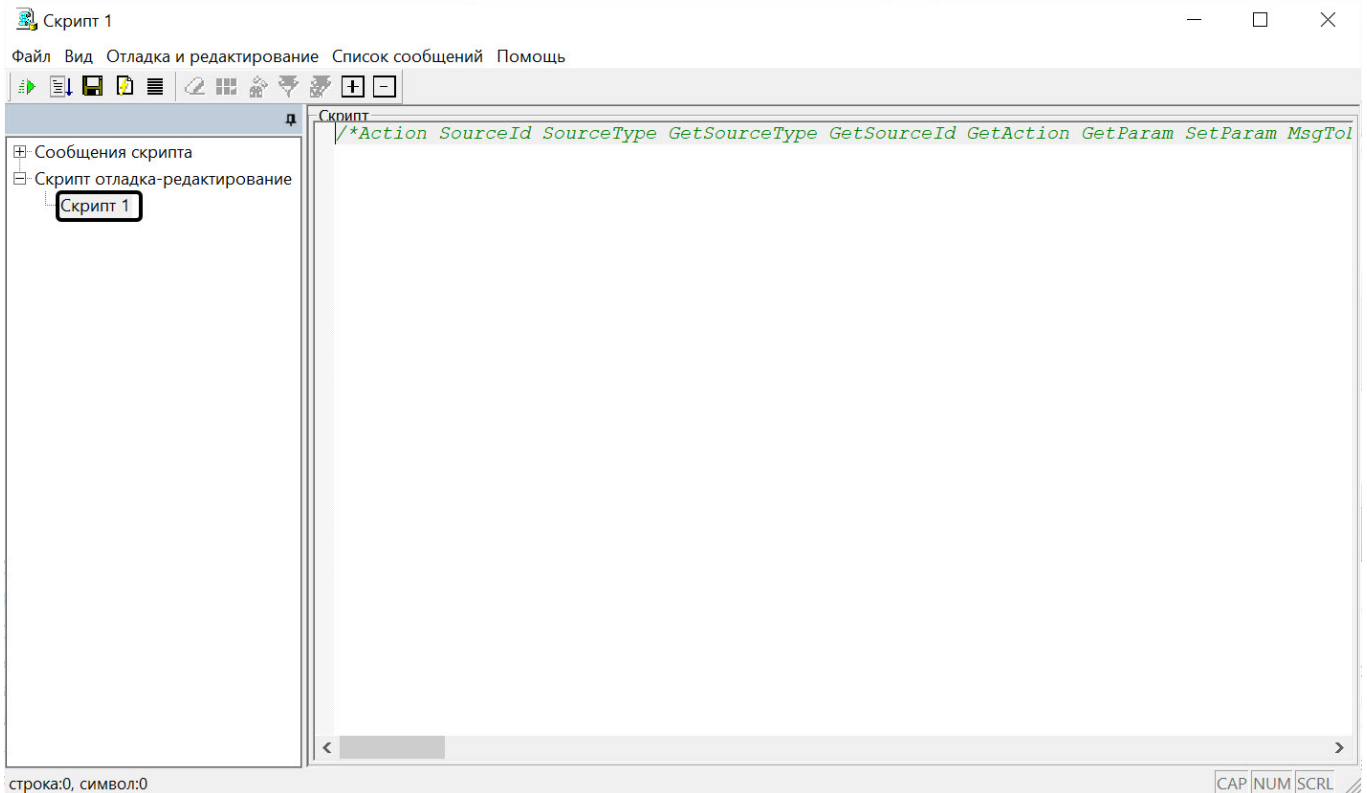 Скрипт 1
Файл Вид Отладка и редактирование Список сообщений Помощь
Скрипт
/*Action SourceId SourceType GetSourceType GetSourceId GetAction GetParam SetParam
Сообщения скрипта
Скрипт отладка-редактирование
Скрипт 1
строка:0, символ:0
CAP NUM SCRL